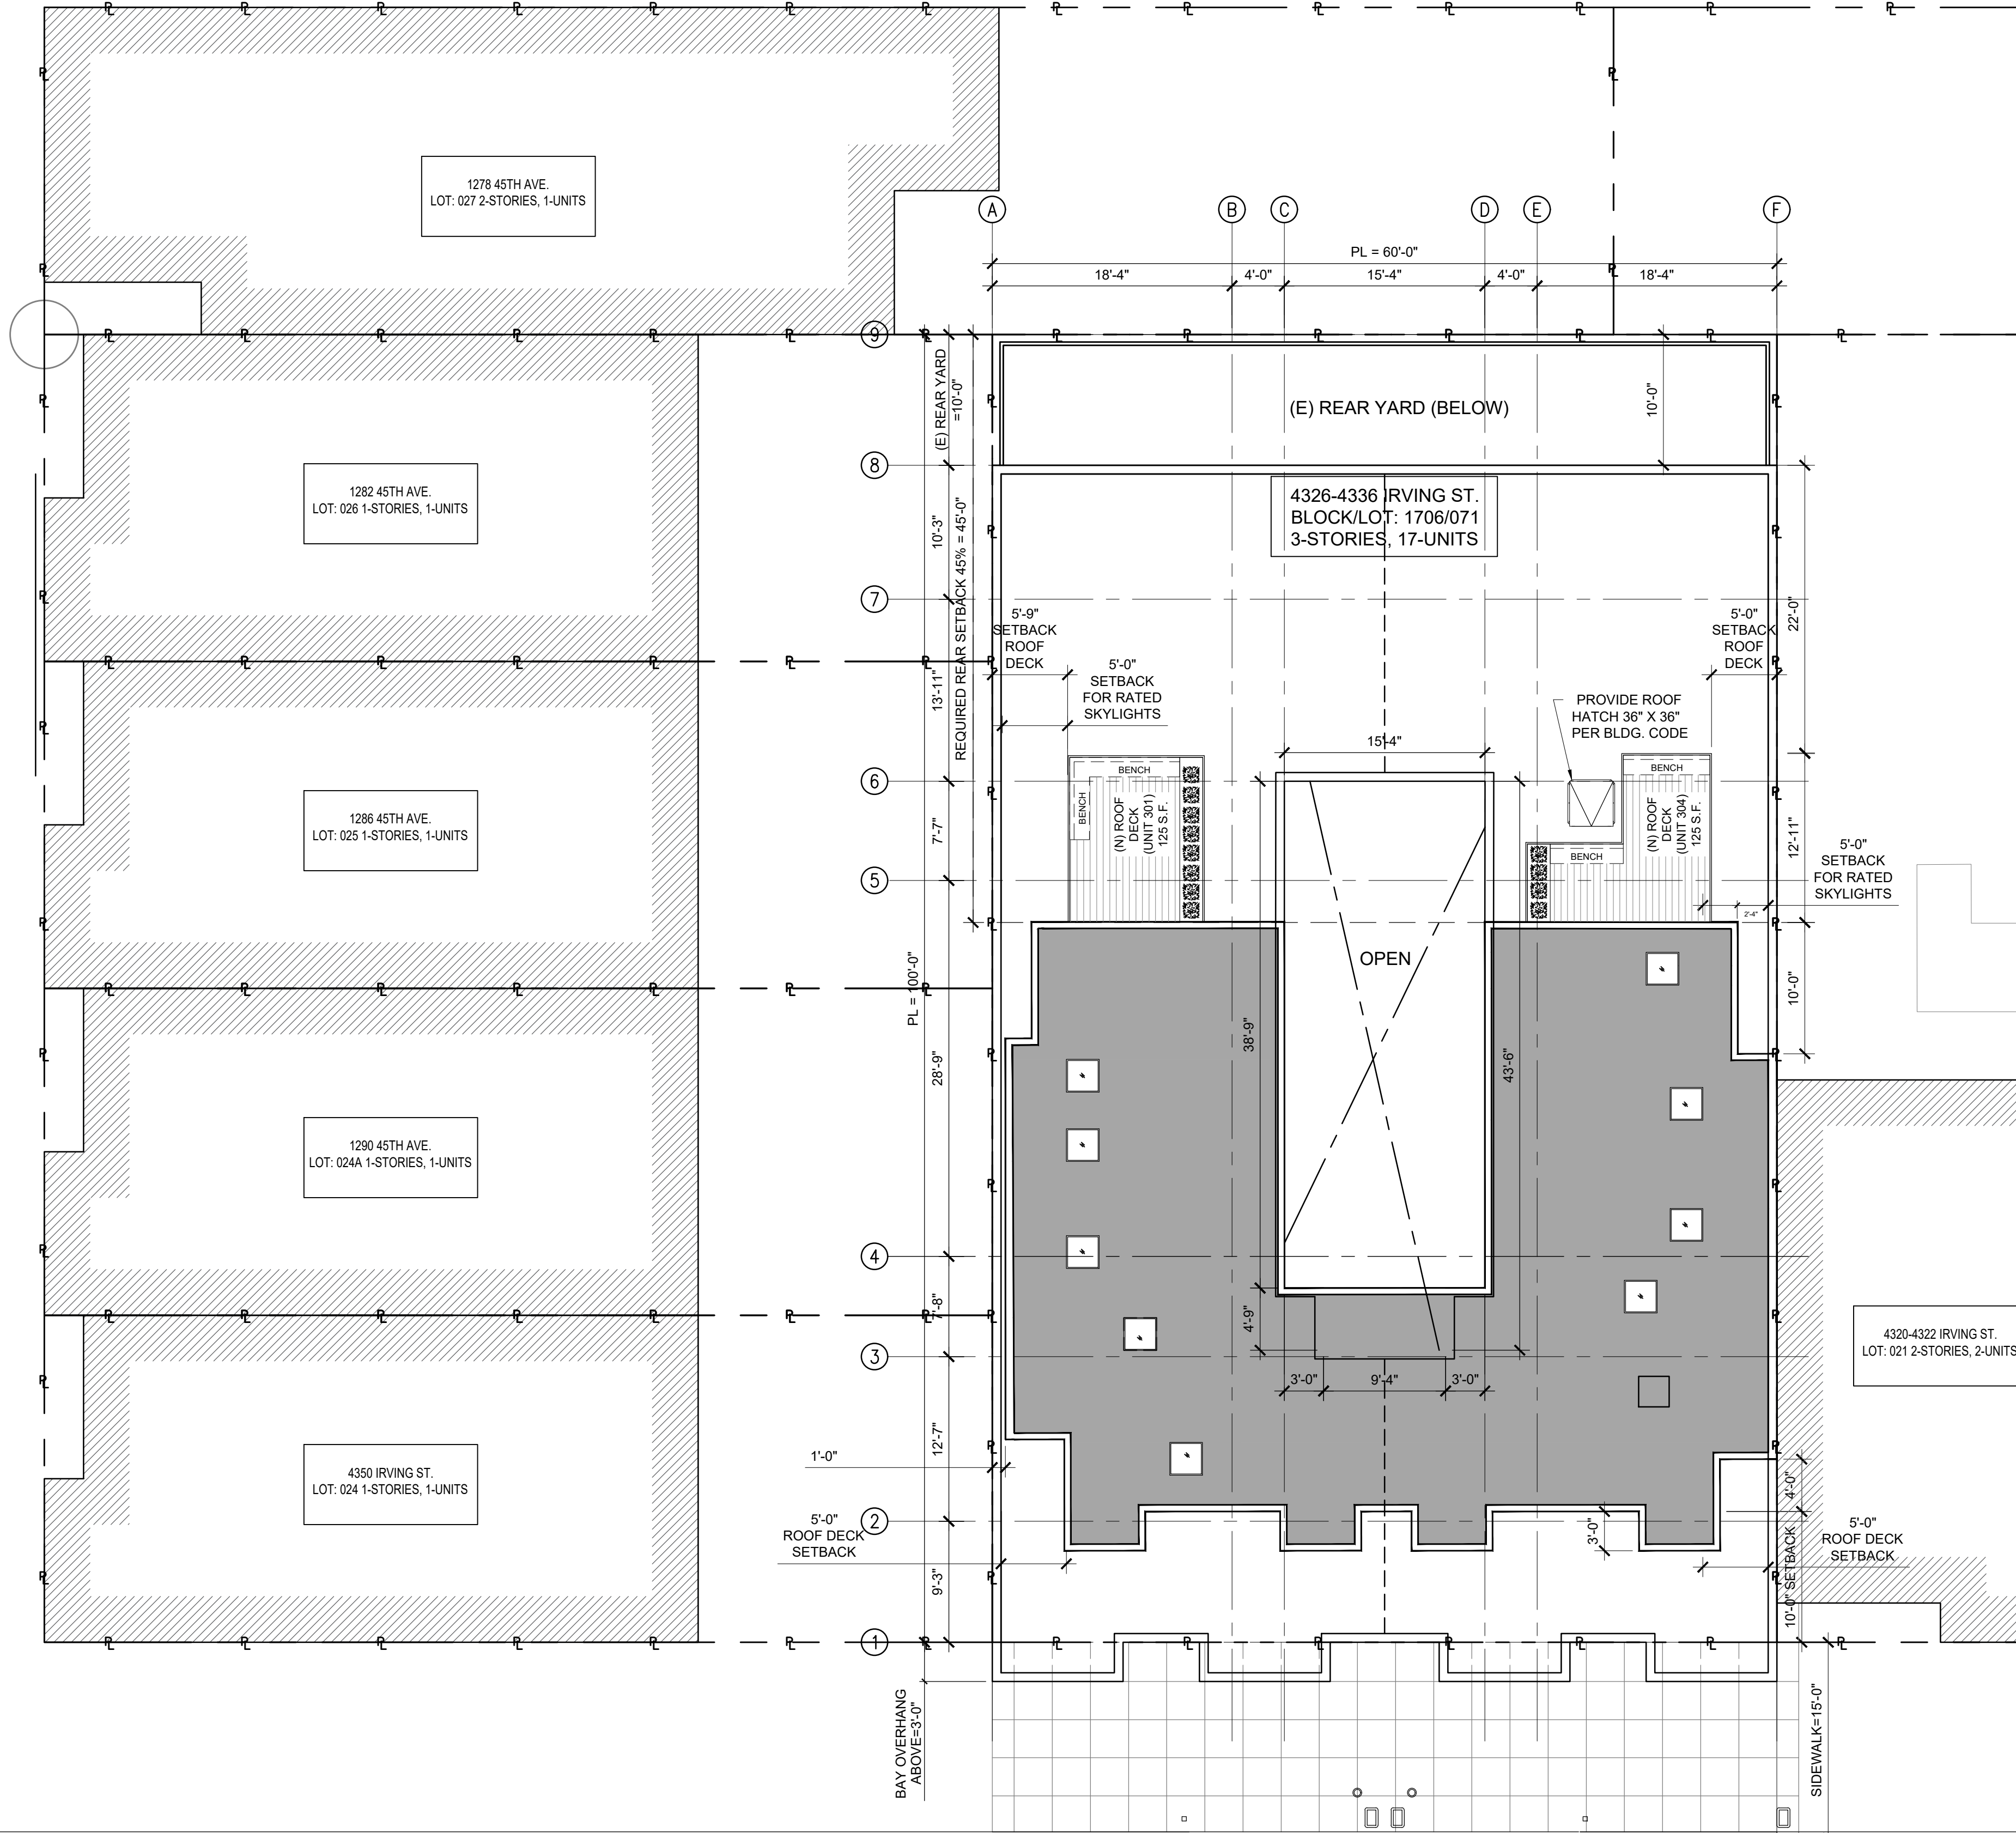 1278 45TH AVE.
LOT: 027 2-STORIES, 1-UNITS
A
B
C
D
E
F
PL = 60'-0"
18'-4"
4'-0"
15'-4"
4'-0"
18'-4"
9
(E) REAR YARD
=10'-0"
(E) REAR YARD (BELOW)
10'-0"
8
1282 45TH AVE.
LOT: 026 1-STORIES, 1-UNITS
4326-4336 IRVING ST.
BLOCK/LOT: 1706/071
3-STORIES, 17-UNITS
10'-3"
REQUIRED REAR SETBACK 45% = 45'-0"
7
5'-9"
SETBACK
ROOF
DECK
5'-0"
SETBACK
ROOF
DECK
22'-0"
13'-11"
5'-0"
SETBACK
FOR RATED
SKYLIGHTS
PROVIDE ROOF
HATCH 36" X 36"
PER BLDG. CODE
15'-4"
6
BENCH
BENCH
(N) ROOF
DECK
(UNIT 301)
125 S.F.
BENCH
BENCH
(N) ROOF
DECK
(UNIT 304)
125 S.F.
1286 45TH AVE.
LOT: 025 1-STORIES, 1-UNITS
7'-7"
12'-11"
5'-0"
SETBACK
FOR RATED
SKYLIGHTS
5
2'-4"
OPEN
PL = 100'-0"
10'-0"
38'-9"
43'-6"
28'-9"
1290 45TH AVE.
LOT: 024A 1-STORIES, 1-UNITS
4
7'-8"
4'-9"
4320-4322 IRVING ST.
LOT: 021 2-STORIES, 2-UNITS
3
3'-0"
9'-4"
3'-0"
12'-7"
1'-0"
4350 IRVING ST.
LOT: 024 1-STORIES, 1-UNITS
4'-0"
2
5'-0"
ROOF DECK
SETBACK
3'-0"
5'-0"
ROOF DECK
SETBACK
9'-3"
10'-0" SETBACK
1
BAY OVERHANG
ABOVE=3'-0"
SIDEWALK=15'-0"